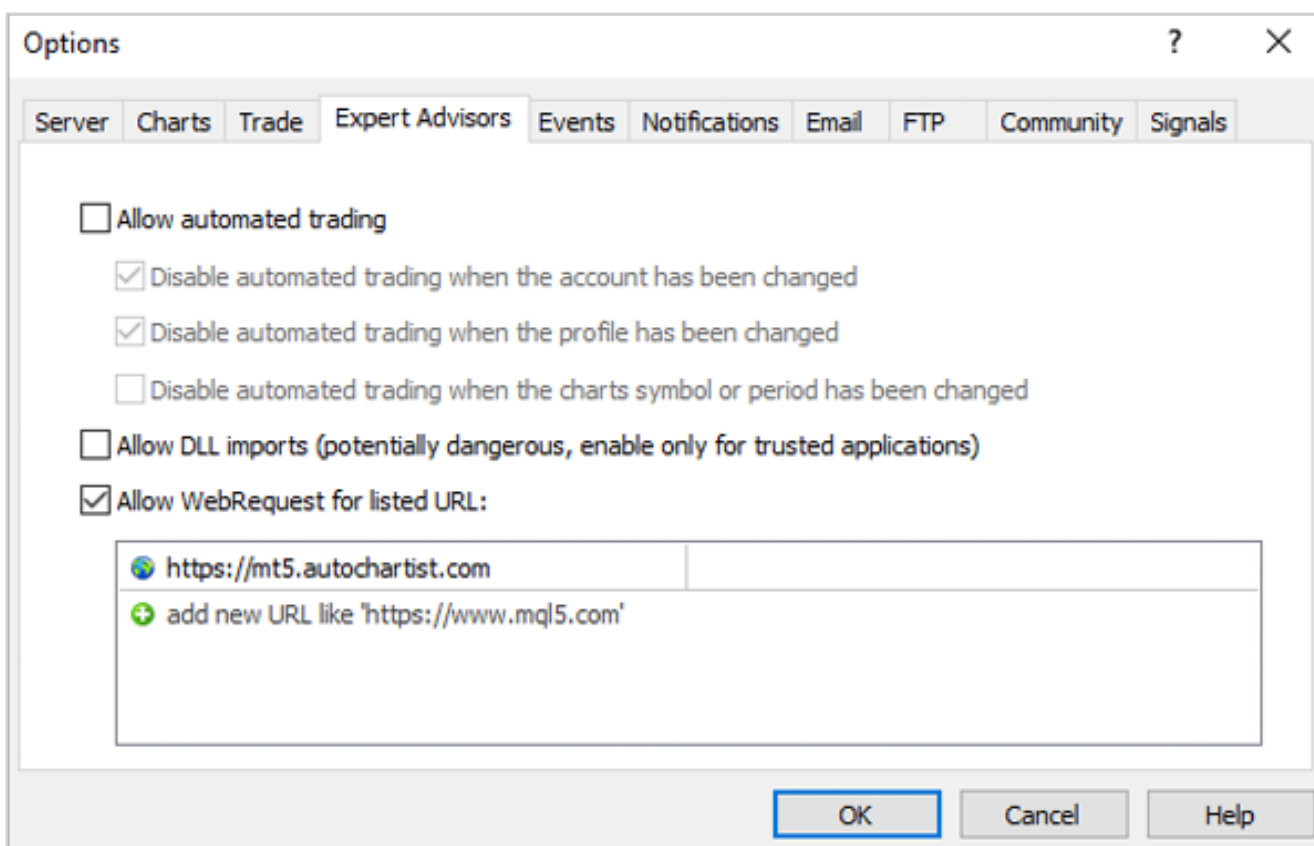 Options ?
Server Charts Trade Expert Advisors Events Notifications Email FTP Community Signals
Allow automated trading
Disable automated trading when the account has been changed
Disable automated trading when the profile has been changed
Disable automated trading when the charts symbol or period has been changed
Allow DLL imports (potentially dangerous, enable only for trusted applications)
Allow WebRequest for listed URL:
https://mt5.autochartist.com
add new URL like 'https://www.mql5.com'
OK Cancel Help